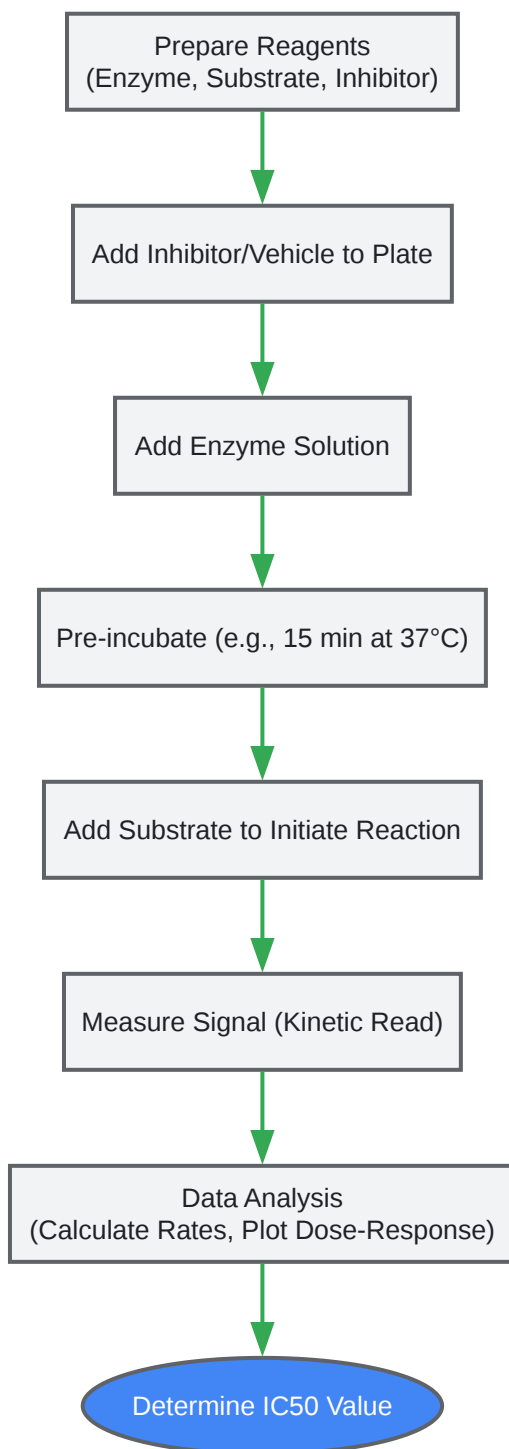 Prepare Reagents
(Enzyme, Substrate, Inhibitor)
Add Inhibitor/Vehicle to Plate
Add Enzyme Solution
Pre-incubate (e.g., 15 min at 37°C)
Add Substrate to Initiate Reaction
Measure Signal (Kinetic Read)
Data Analysis
(Calculate Rates, Plot Dose-Response)
Determine IC50 Value